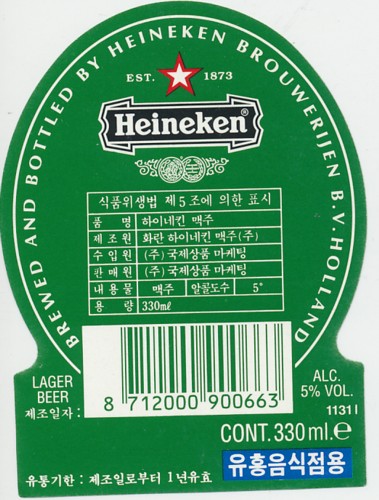 BREWED AND BOTTLED BY HEINEKEN BROUWERIJEN B.V. HOLLAND
EST. 1873
Heineken
식품위생법 제5조에 의한 표시
품 명 하이네킨 맥주
제 조 원 화란 하이네킨 맥주(주)
수 입 원 (주) 국제상품 마케팅
판 매 원 (주) 국제상품 마케팅
내 용 물 맥주 알콜도수 5°
용 량 330mℓ
LAGER BEER
제조일자 :
8 712000 900663
ALC. 5% VOL.
11311
CONT. 330 ml. e
유흥음식점용
유통기한 : 제조일로부터 1년유효